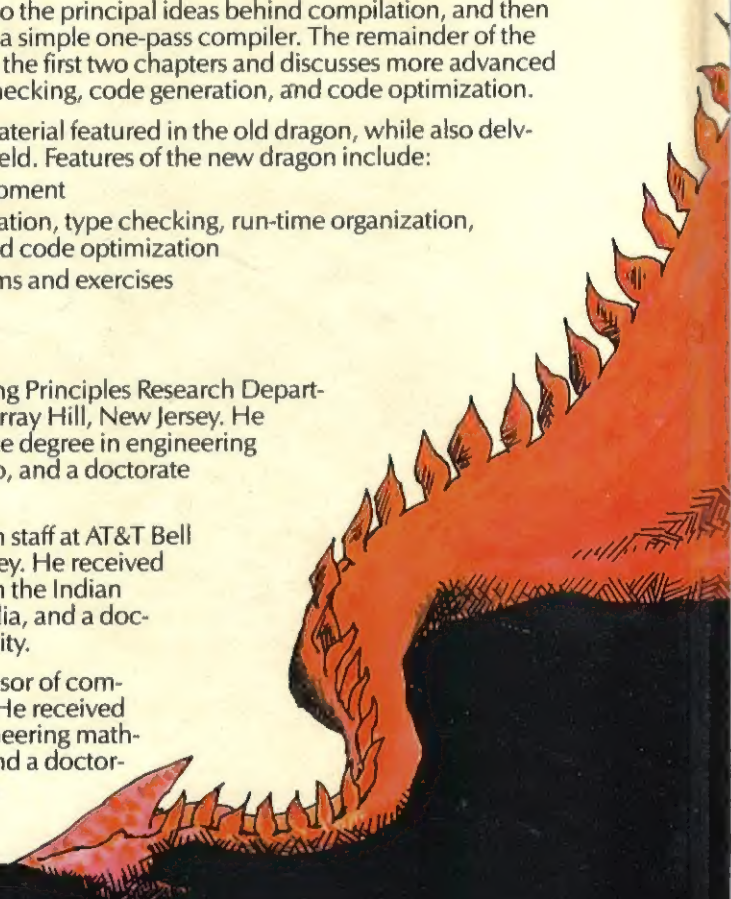 o the principal ideas behind compilation, and then
a simple one-pass compiler. The remainder of the
the first two chapters and discusses more advanced
hecking, code generation, and code optimization.
aterial featured in the old dragon, while also delv-
eld. Features of the new dragon include:
pment
ation, type checking, run-time organization,
d code optimization
ms and exercises
ng Principles Research Depart-
rray Hill, New Jersey. He
e degree in engineering
o, and a doctorate
n staff at AT&T Bell
ey. He received
n the Indian
lia, and a doc-
ity.
sor of com-
He received
eering math-
nd a doctor-